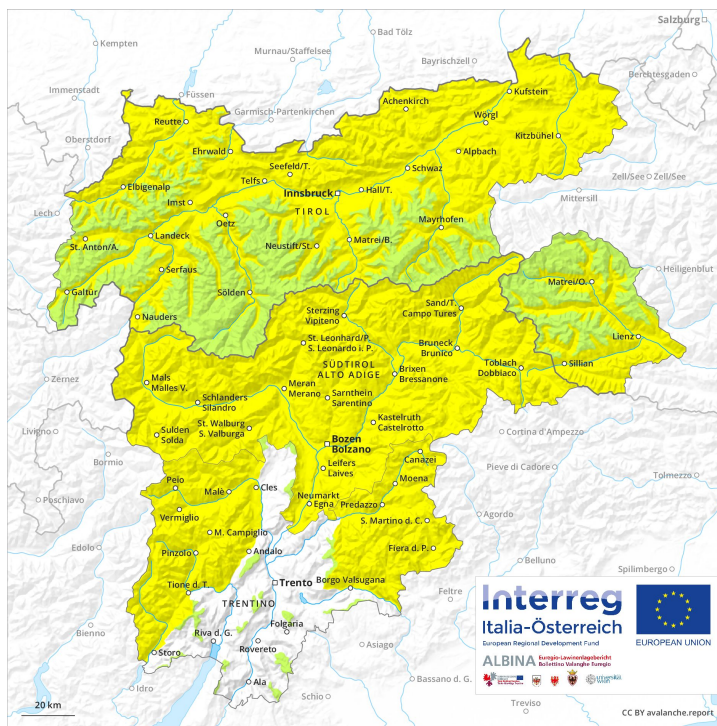 Salzburg
Bad Tölz
Kempten
Murnau/Staffelsee
Bayrischzell
Berchtesgaden
Immenstadt
Füssen
Garmisch-Partenkirchen
Achenkirch
Kufstein
Reutte
Wörgl
Oberstdorf
Ehrwald
Kitzbühel
Alpbach
Seefeld/T.
Schwaz
Telfs
Zell/See
Zell/See
Elbigenalp
Innsbruck
Hall/T.
Mittersill
Imst
Lech
TIROL
Oetz
Mayrhofen
St. Anton/A.
Landeck
Neustift/St.
Matrei/B.
Serfaus
Heiligenblut
Matrei/O.
Galtür
Sölden
Nauders
Sand/T.
Campo Tures
Sterzing
Vipiteno
Lienz
St. Leonhard/P.
S. Leonardo i. P.
Bruneck
Brunico
Sillian
Toblach
Dobbiaco
SÜDTIROL
ALTO ADIGE
Brixen
Bressanone
Mals
Malles V.
Meran
Merano
Zernez
Schlanders
Silandro
Sarnthein
Sarentino
St. Walburg
S. Valburga
Kastelruth
Castelrotto
Livigno
Sulden
Solda
Cortina d'Ampezzo
Bozen
Bolzano
Bormio
Canazei
Leifers
Laives
Pieve di Cadore
Tolmezzo
Peio
Malè
Cles
Moena
Poschiavo
Neumarkt
Egna
Predazzo
Vermiglio
Agordo
S. Martino d. C.
M. Campiglio
Edolo
Pinzolo
Andalo
Fiera d. P.
Belluno
Spilimbergo
Trento
Borgo Valsugana
Tione d. T.
Feltre
TRENTINO
Folgaria
Bienno
Riva d. G.
Rovereto
Asiago
Storo
Bassano d. G.
Idro
Ala
Schio
Treviso
20 km
Interreg
Italia-Österreich
European Regional Development Fund
EUROPEAN UNION
ALBINA
Euregio-Lawinenlagebericht
Bollettino Valanghe Euregio
CC BY avalanche.report